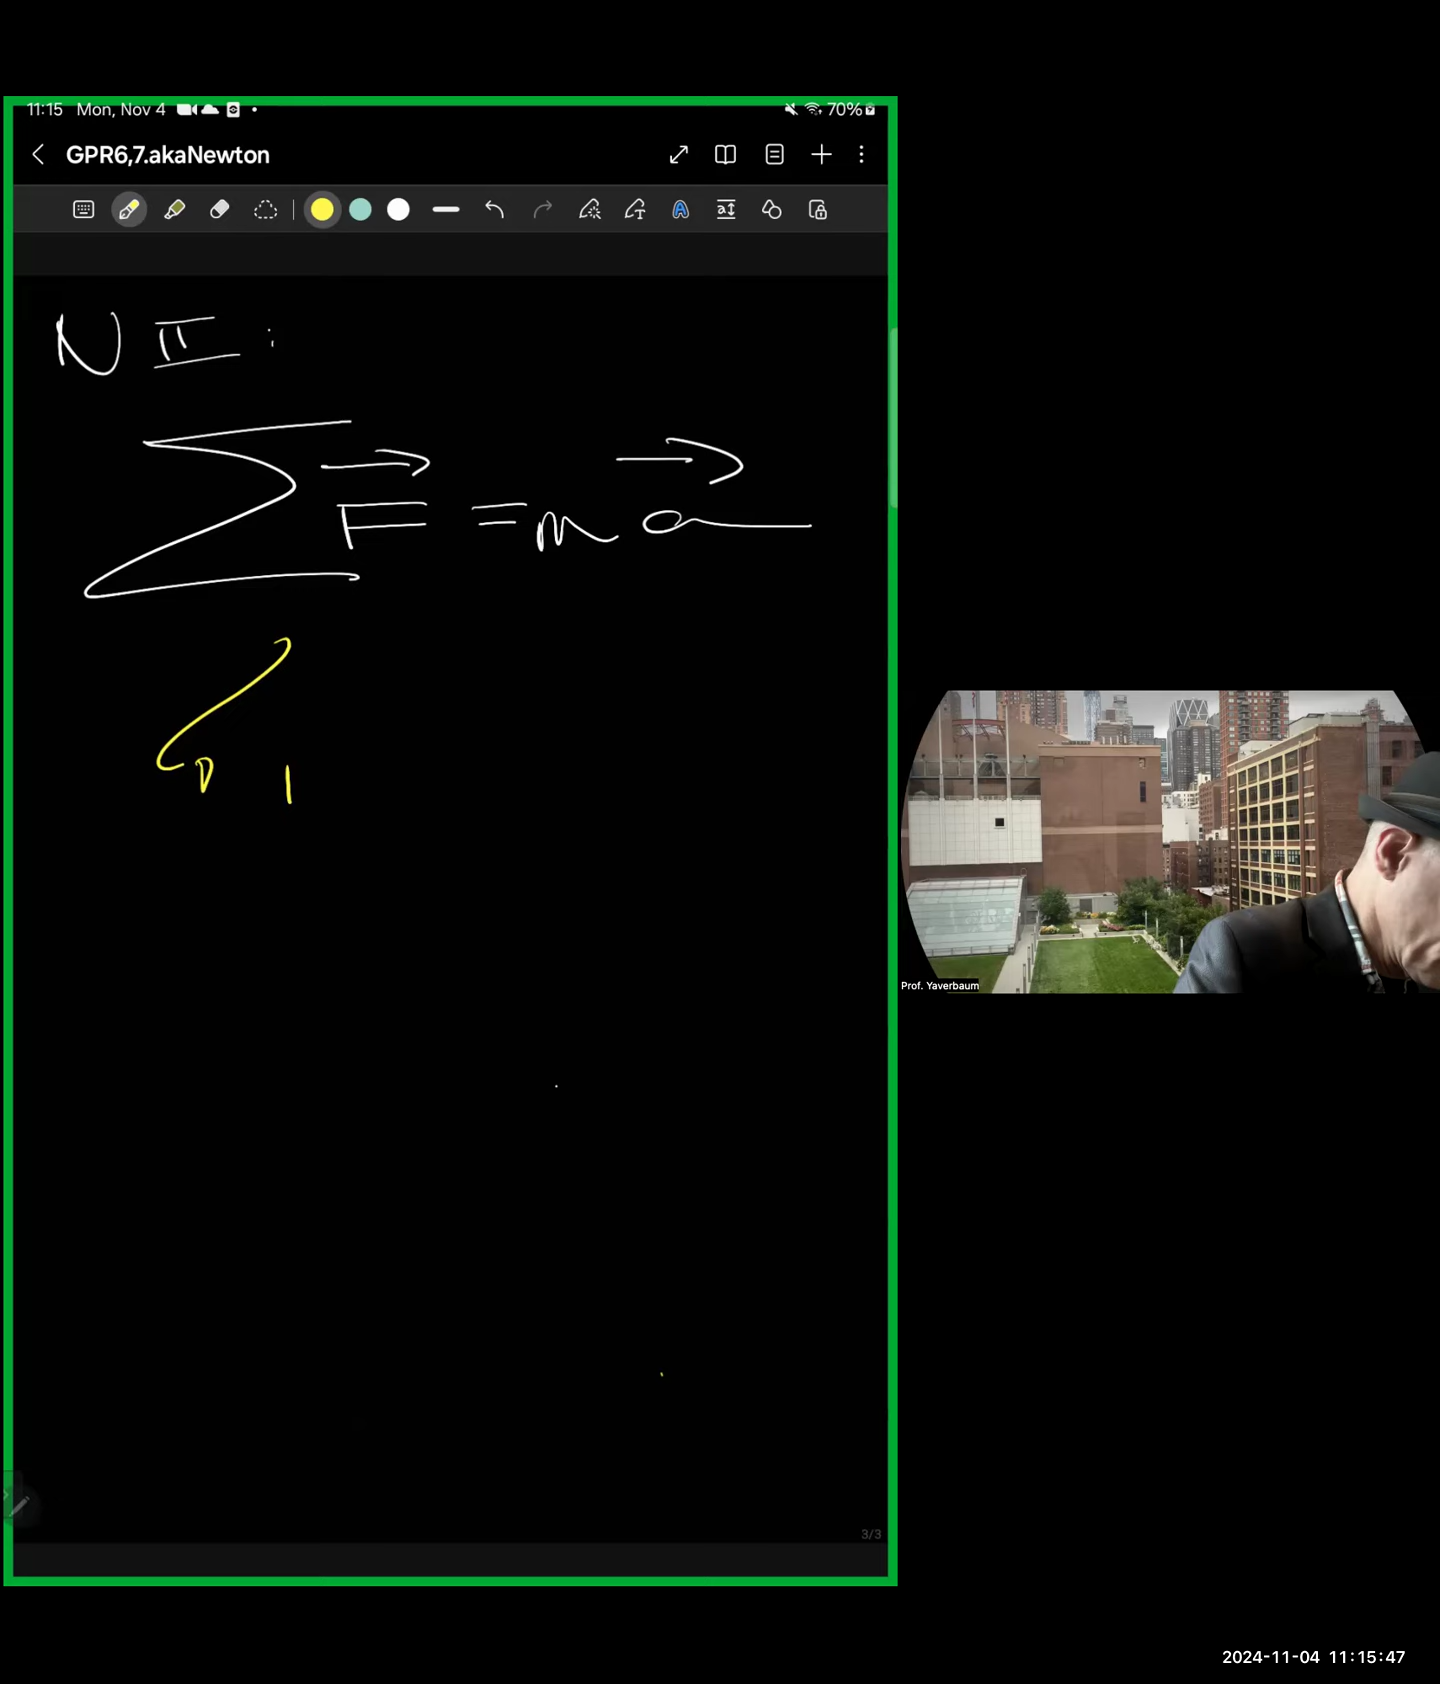 11:15 Mon, Nov 4 70%
GPR6,7.akaNewton
N II :
∑F⃗ = m a⃗
3/3
Prof. Yaverbaum
2024-11-04 11:15:47